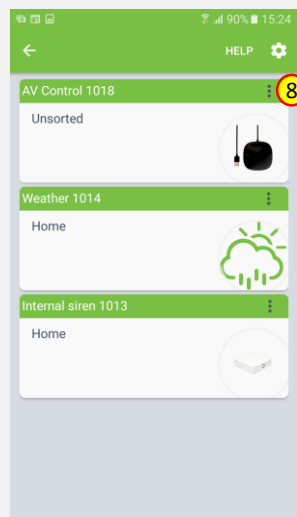 90% 15:24
HELP
AV Control 1018
8
Unsorted
Weather 1014
Home
Internal siren 1013
Home